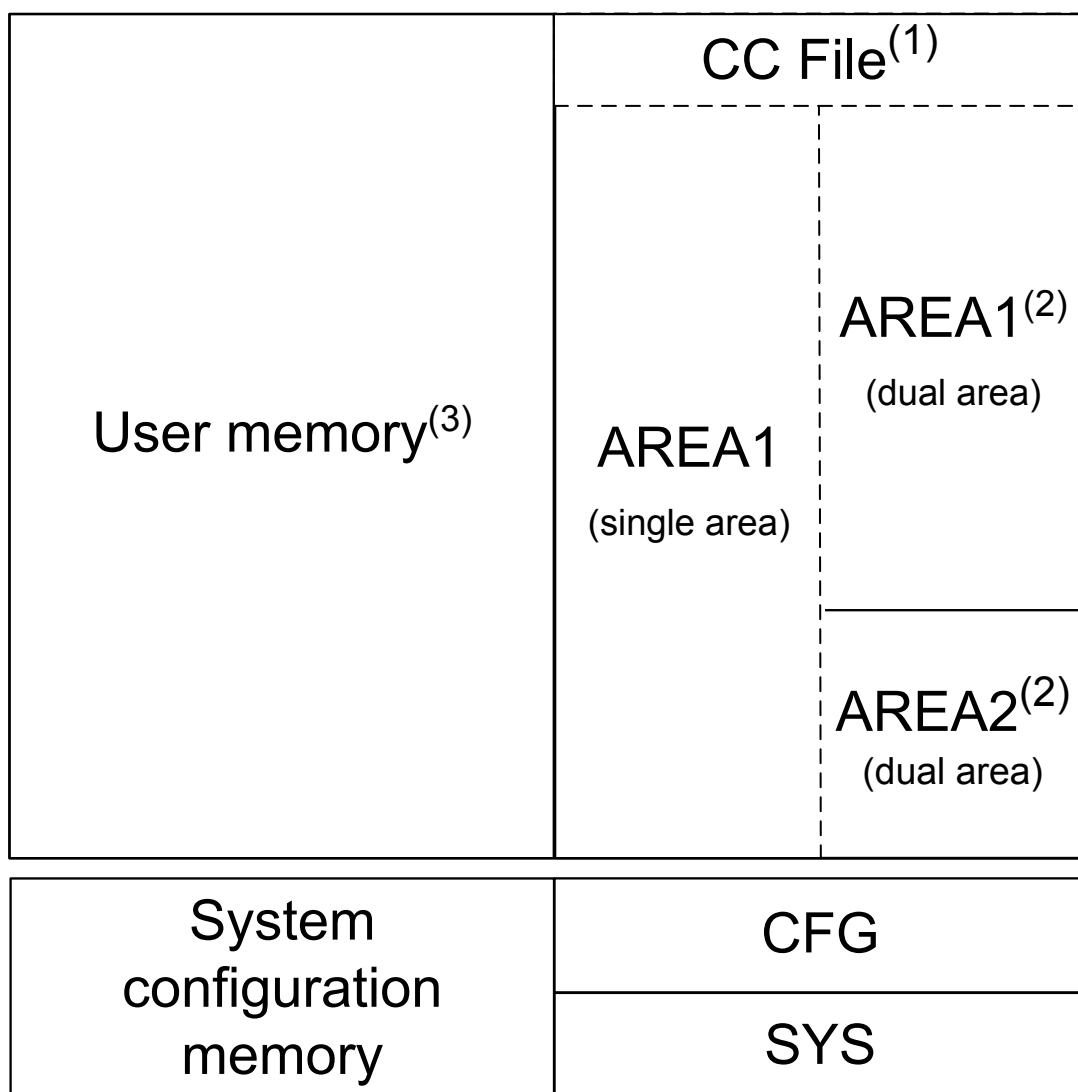 CC File(1)
User memory(3)
AREA1
(single area)
AREA1(2)
(dual area)
AREA2(2)
(dual area)
System
configuration
memory
CFG
SYS